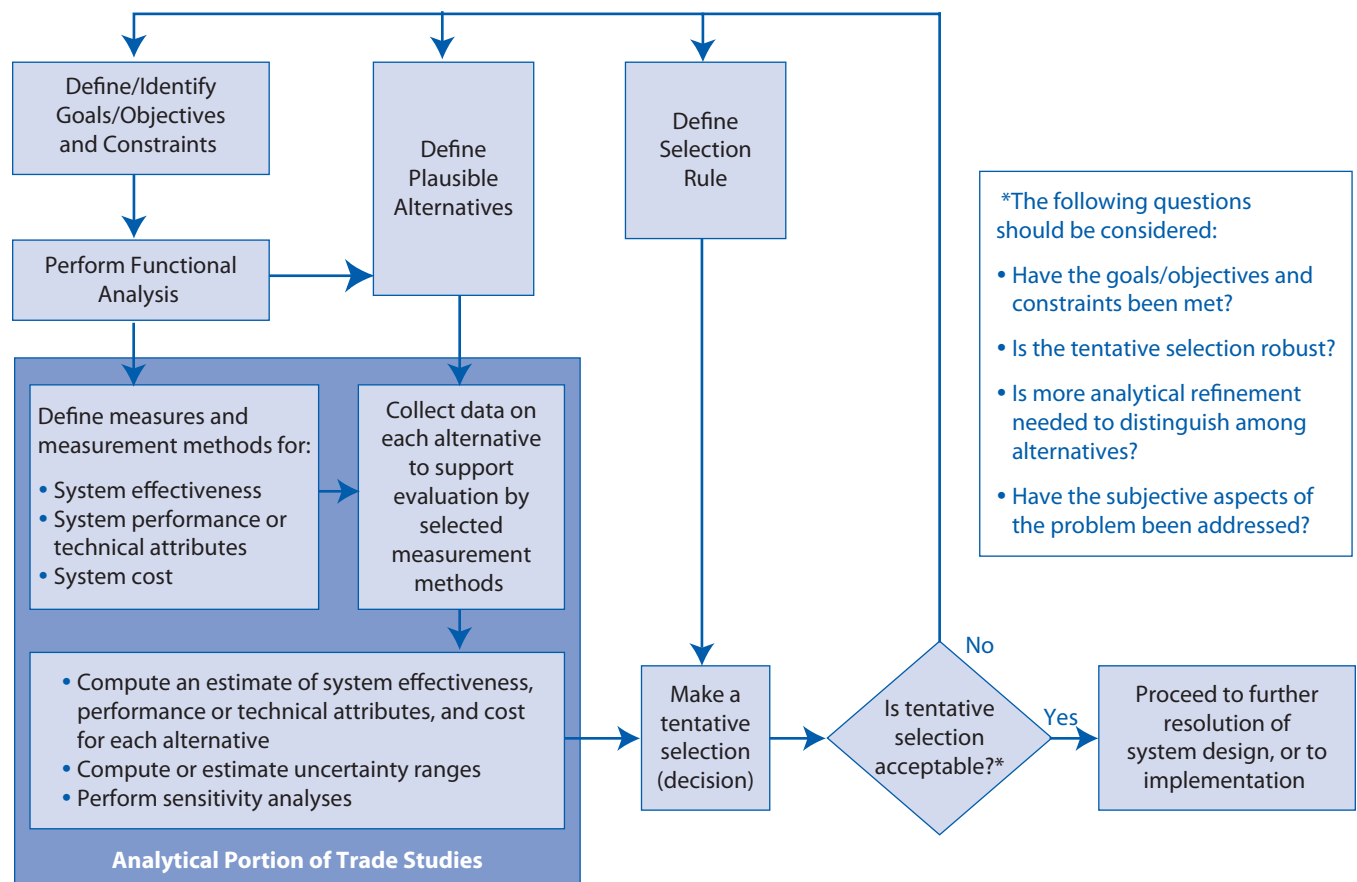 Define/Identify
Goals/Objectives
and Constraints
Perform Functional
Analysis
Define
Plausible
Alternatives
Define
Selection
Rule
*The following questions
should be considered:
• Have the goals/objectives and
constraints been met?
• Is the tentative selection robust?
• Is more analytical refinement
needed to distinguish among
alternatives?
• Have the subjective aspects of
the problem been addressed?
Define measures and
measurement methods for:
• System effectiveness
• System performance or
technical attributes
• System cost
Collect data on
each alternative
to support
evaluation by
selected
measurement
methods
• Compute an estimate of system effectiveness,
performance or technical attributes, and cost
for each alternative
• Compute or estimate uncertainty ranges
• Perform sensitivity analyses
Analytical Portion of Trade Studies
Make a
tentative
selection
(decision)
Is tentative
selection
acceptable?*
No
Yes
Proceed to further
resolution of
system design, or to
implementation